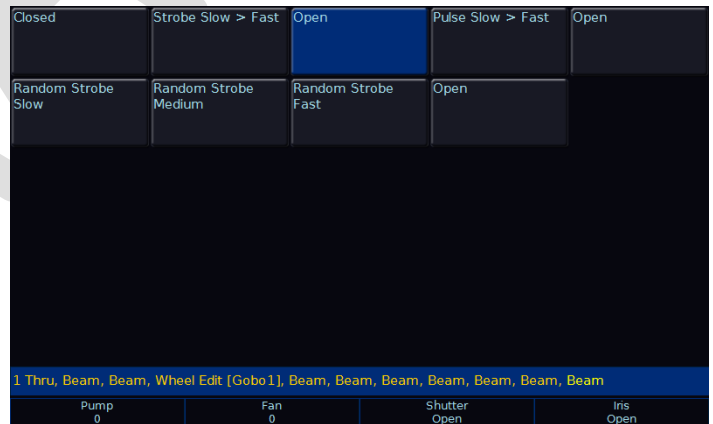 Closed
Strobe Slow > Fast
Open
Pulse Slow > Fast
Open
Random Strobe
Slow
Random Strobe
Medium
Random Strobe
Fast
Open
1 Thru, Beam, Beam, Wheel Edit [Gobo1], Beam, Beam, Beam, Beam, Beam, Beam, Beam
Pump
0
Fan
0
Shutter
Open
Iris
Open